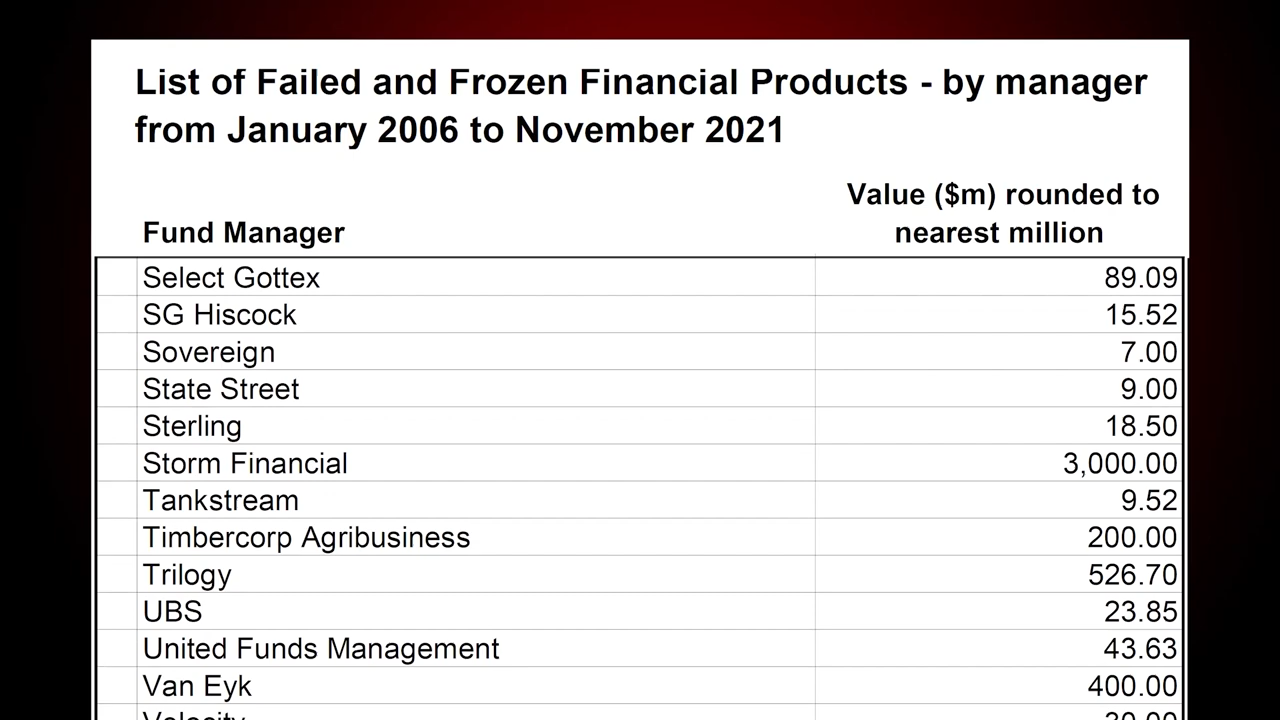 List of Failed and Frozen Financial Products - by manager
from January 2006 to November 2021
Value ($m) rounded to
Fund Manager nearest million
Select Gottex 89.09
SG Hiscock 15.52
Sovereign 7.00
State Street 9.00
Sterling 18.50
Storm Financial 3,000.00
Tankstream 9.52
Timbercorp Agribusiness 200.00
Trilogy 526.70
UBS 23.85
United Funds Management 43.63
Van Eyk 400.00
Velocity